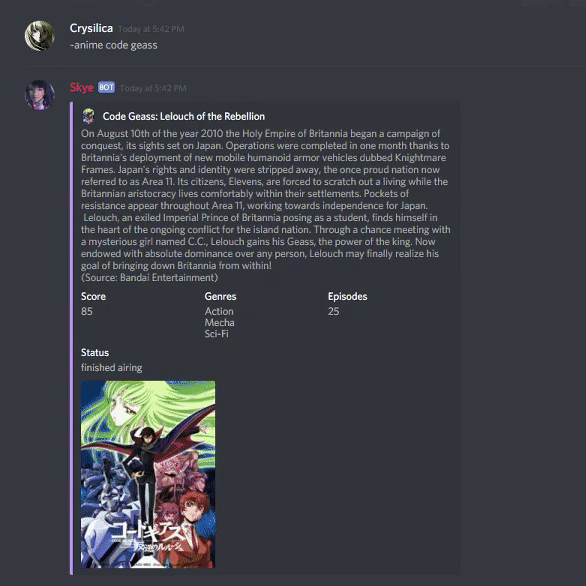 Crysilica Today at 5:42 PM
-anime code geass
Skye BOT Today at 5:42 PM
Code Geass: Lelouch of the Rebellion
On August 10th of the year 2010 the Holy Empire of Britannia began a campaign of
conquest, its sights set on Japan. Operations were completed in one month thanks to
Britannia's deployment of new mobile humanoid armor vehicles dubbed Knightmare
Frames. Japan's rights and identity were stripped away, the once proud nation now
referred to as Area 11. Its citizens, Elevens, are forced to scratch out a living while the
Britannian aristocracy lives comfortably within their settlements. Pockets of
resistance appear throughout Area 11, working towards independence for Japan.
Lelouch, an exiled Imperial Prince of Britannia posing as a student, finds himself in
the heart of the ongoing conflict for the island nation. Through a chance meeting with
a mysterious girl named C.C., Lelouch gains his Geass, the power of the king. Now
endowed with absolute dominance over any person, Lelouch may finally realize his
goal of bringing down Britannia from within!
(Source: Bandai Entertainment)
Score Genres Episodes
85 Action 25
Mecha
Sci-Fi
Status
finished airing
コードギアス
反逆のルルーシュ